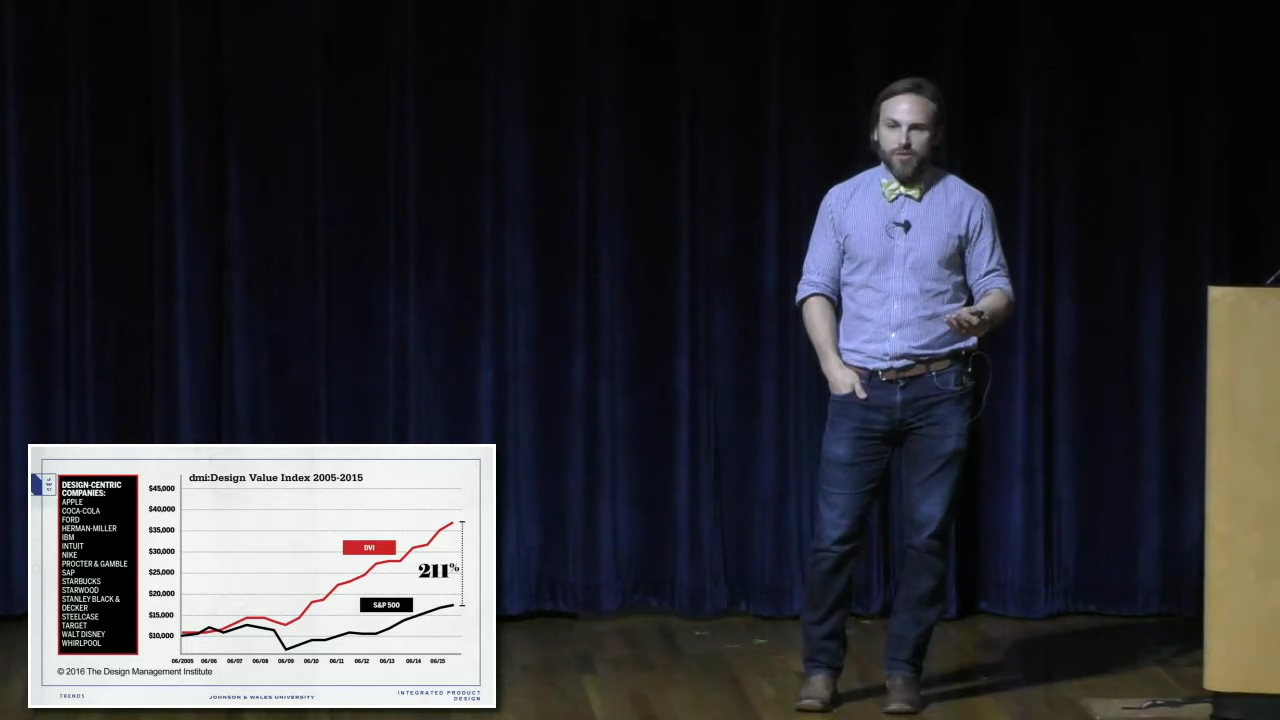 DESIGN-CENTRIC
COMPANIES:
APPLE
COCA-COLA
FORD
HERMAN-MILLER
IBM
INTUIT
NIKE
PROCTER & GAMBLE
SAP
STARBUCKS
STARWOOD
STANLEY BLACK &
DECKER
STEELCASE
TARGET
WALT DISNEY
WHIRLPOOL
dmi:Design Value Index 2005-2015
$45,000
$40,000
$35,000
$30,000
$25,000
$20,000
$15,000
$10,000
DVI
211%
S&P 500
06/2005 06/06 06/07 06/08 06/09 06/10 06/11 06/12 06/13 06/14 06/15
© 2016 The Design Management Institute
TRENDS
JOHNSON & WALES UNIVERSITY
INTEGRATED PRODUCT
DESIGN